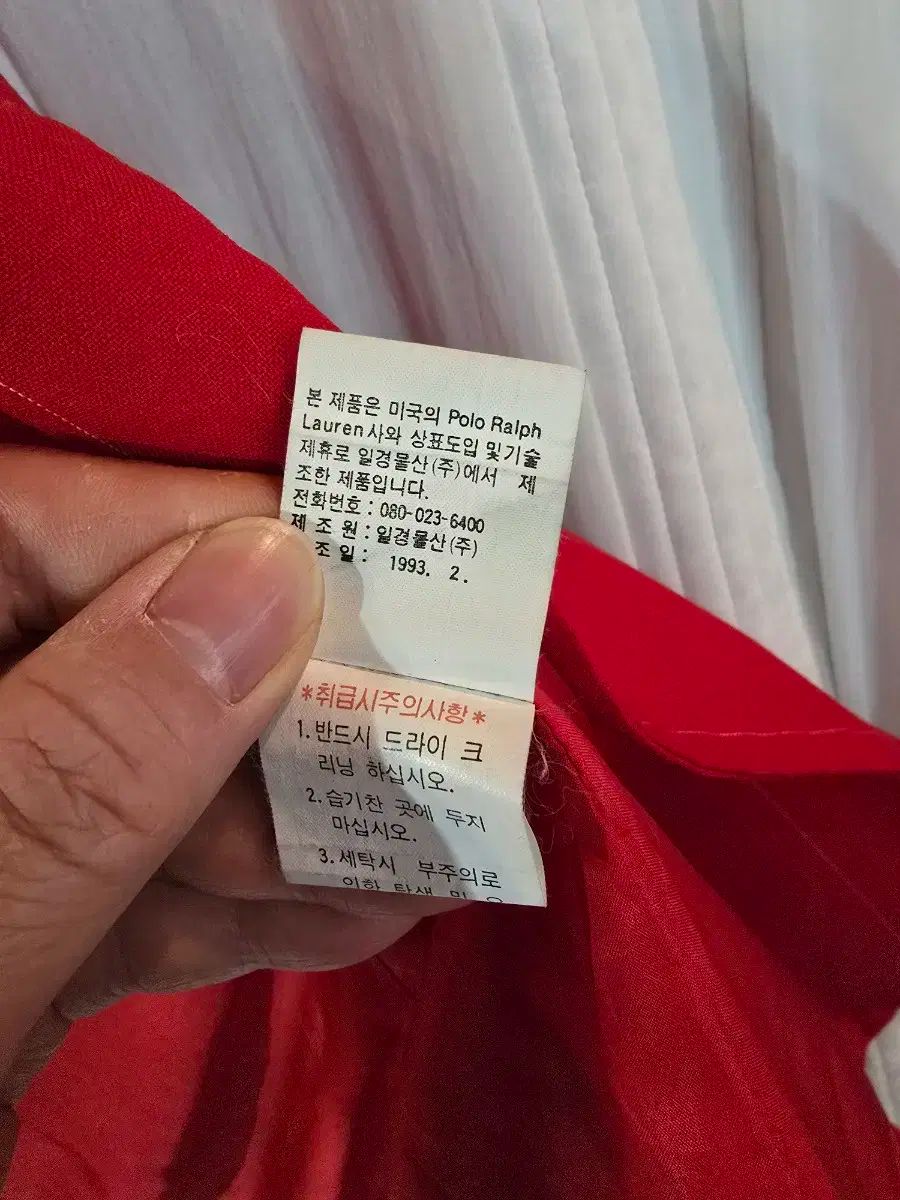 본 제품은 미국의 Polo Ralph
Lauren사와 상표도입 및기술
제휴로 일경물산(주)에서 제
조한 제품입니다.
전화번호 : 080-023-6400
제 조 원 : 일경물산(주)
조 일 : 1993. 2.
*취급시주의사항*
1. 반드시 드라이 크
리닝 하십시오.
2. 습기찬 곳에 두지
마십시오.
3. 세탁시 부주의로
인한 탈색 및